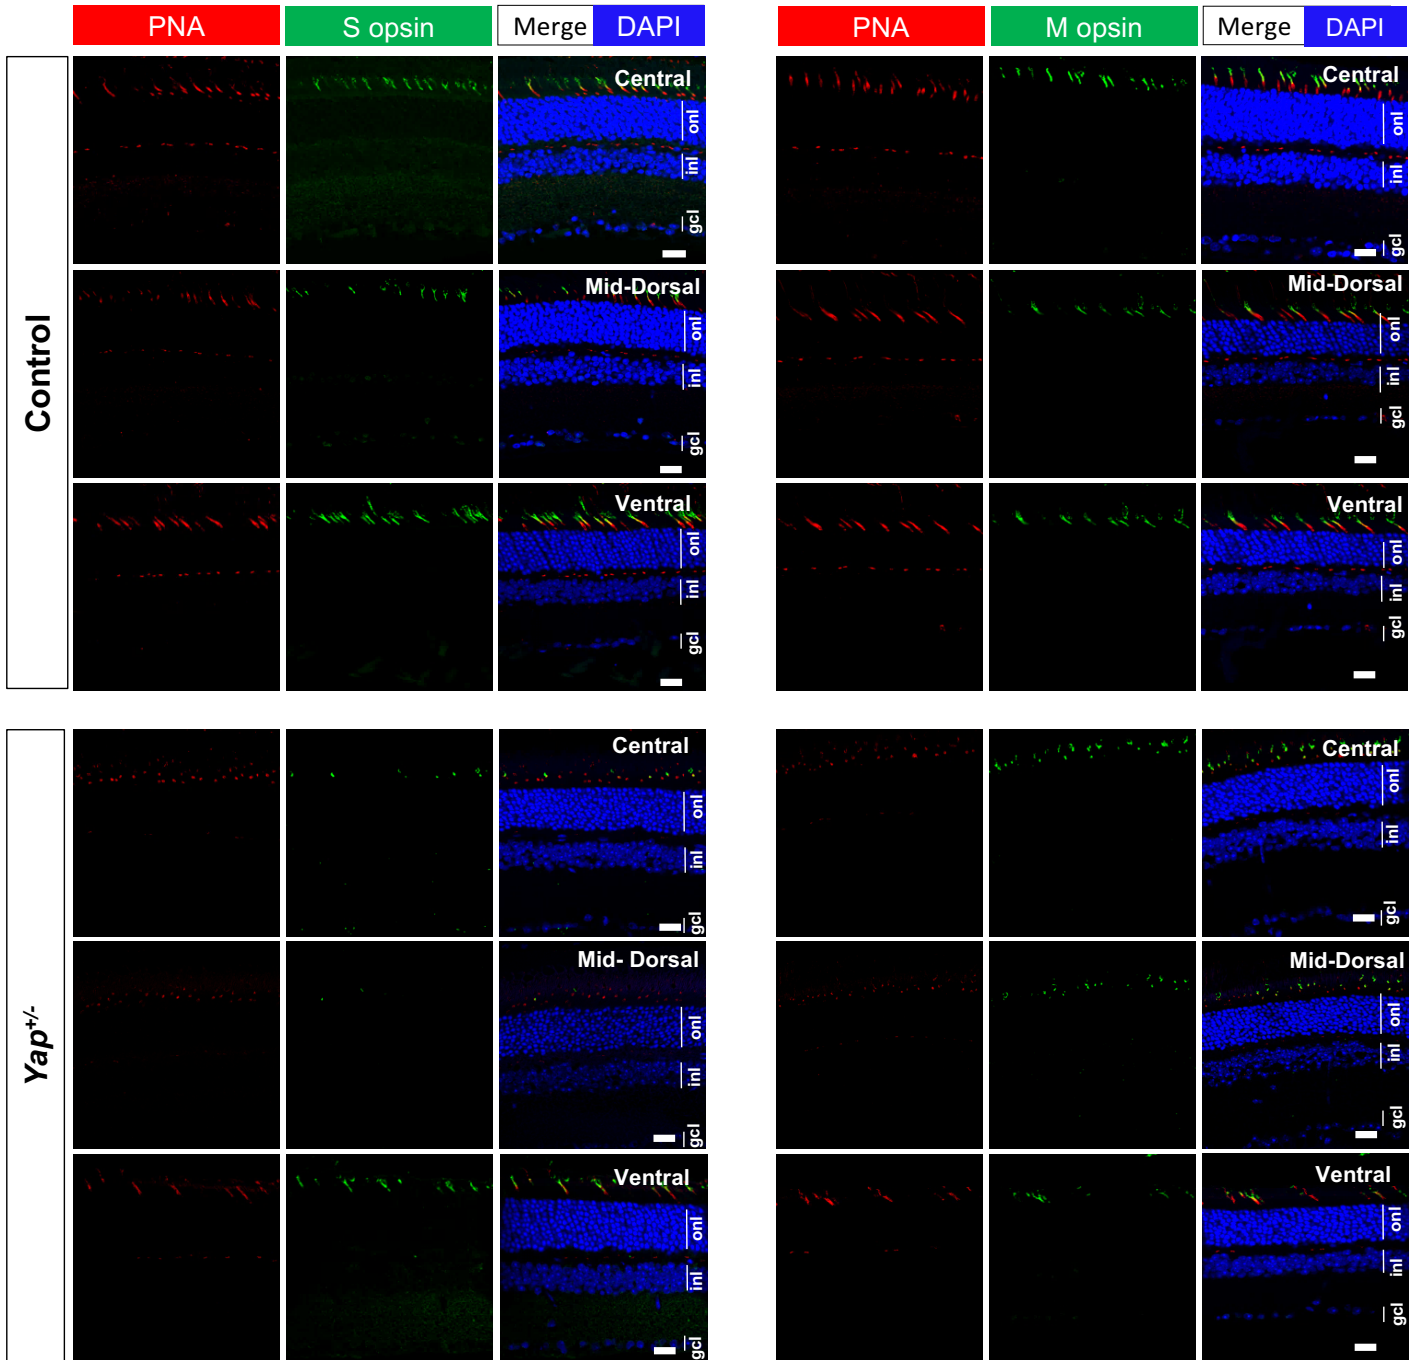 PNA S opsin Merge DAPI PNA M opsin Merge DAPI
Control
Central
onl
inl
gcl
Central
onl
inl
gcl
Mid-Dorsal
onl
inl
gcl
Mid-Dorsal
onl
inl
gcl
Ventral
onl
inl
gcl
Ventral
onl
inl
gcl
Yap+/-
Central
onl
inl
gcl
Central
onl
inl
gcl
Mid- Dorsal
onl
inl
gcl
Mid-Dorsal
onl
inl
gcl
Ventral
onl
inl
gcl
Ventral
onl
inl
gcl